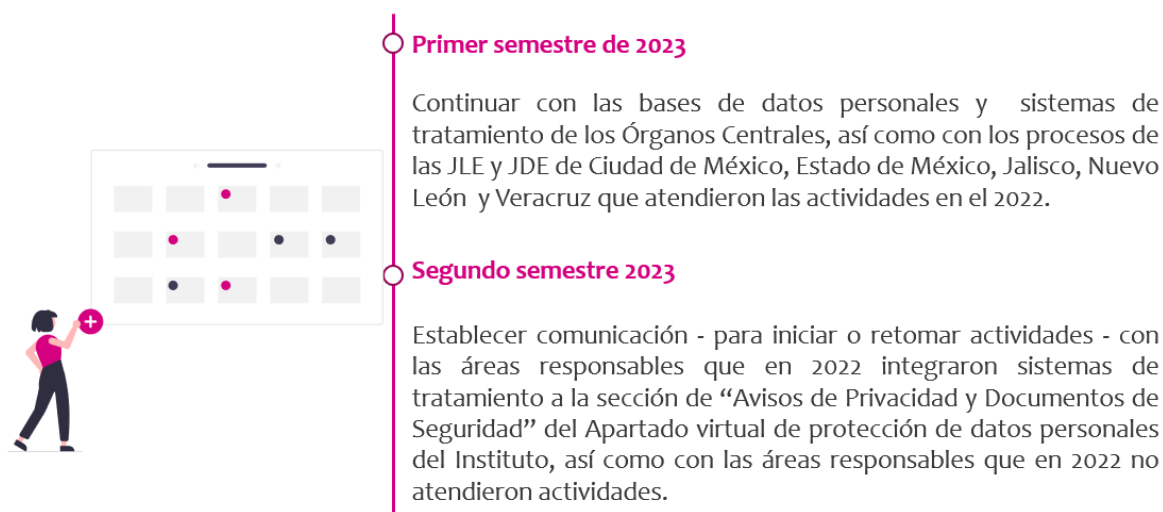 Primer semestre de 2023
Continuar con las bases de datos personales y sistemas de
tratamiento de los Órganos Centrales, así como con los procesos de
las JLE y JDE de Ciudad de México, Estado de México, Jalisco, Nuevo
León y Veracruz que atendieron las actividades en el 2022.
Segundo semestre 2023
Establecer comunicación - para iniciar o retomar actividades - con
las áreas responsables que en 2022 integraron sistemas de
tratamiento a la sección de “Avisos de Privacidad y Documentos de
Seguridad” del Apartado virtual de protección de datos personales
del Instituto, así como con las áreas responsables que en 2022 no
atendieron actividades.